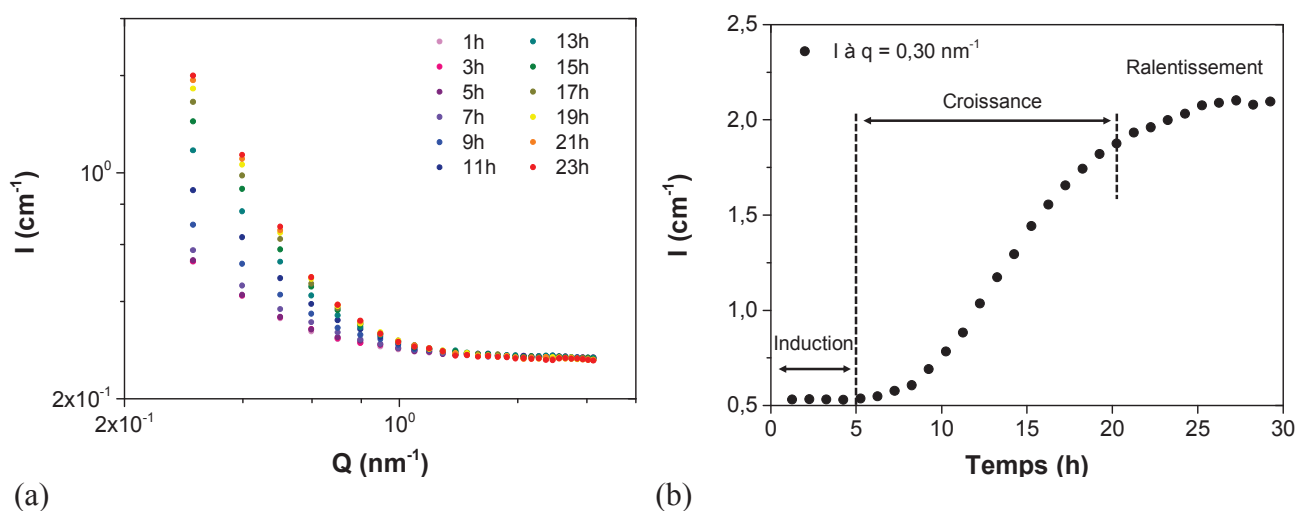 1h
3h
5h
7h
9h
11h
13h
15h
17h
19h
21h
23h
10⁰
2x10⁻¹
I (cm⁻¹)
2x10⁻¹
10⁰
Q (nm⁻¹)
(a)
2,5
2,0
1,5
1,0
0,5
I (cm⁻¹)
I à q = 0,30 nm⁻¹
Ralentissement
Croissance
Induction
0
5
10
15
20
25
30
Temps (h)
(b)